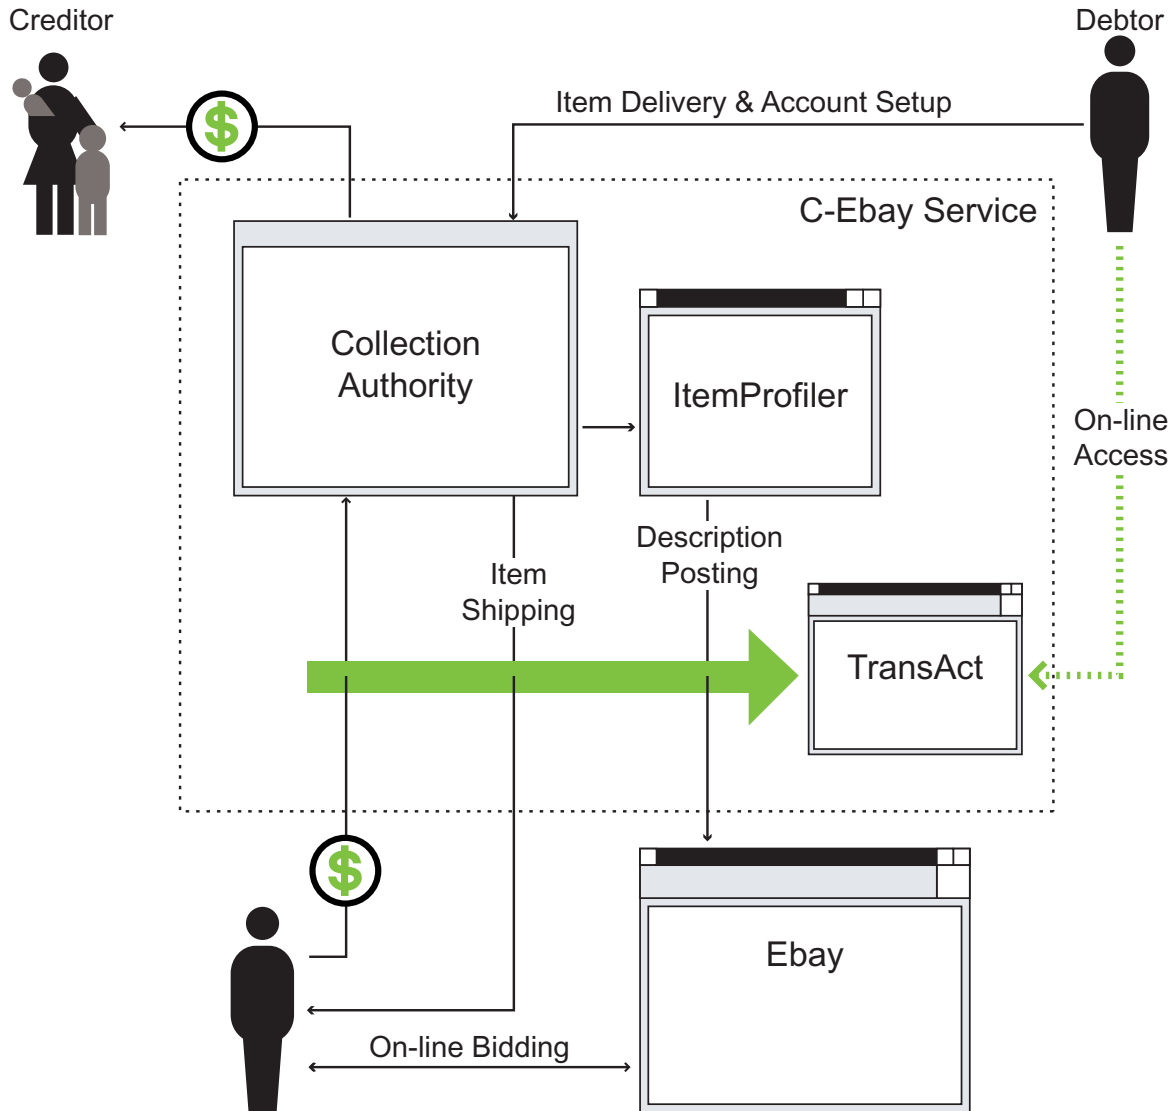 Creditor
Debtor
$
Item Delivery & Account Setup
C-Ebay Service
Collection
Authority
ItemProfiler
On-line
Access
Description
Posting
Item
Shipping
TransAct
$
Ebay
On-line Bidding